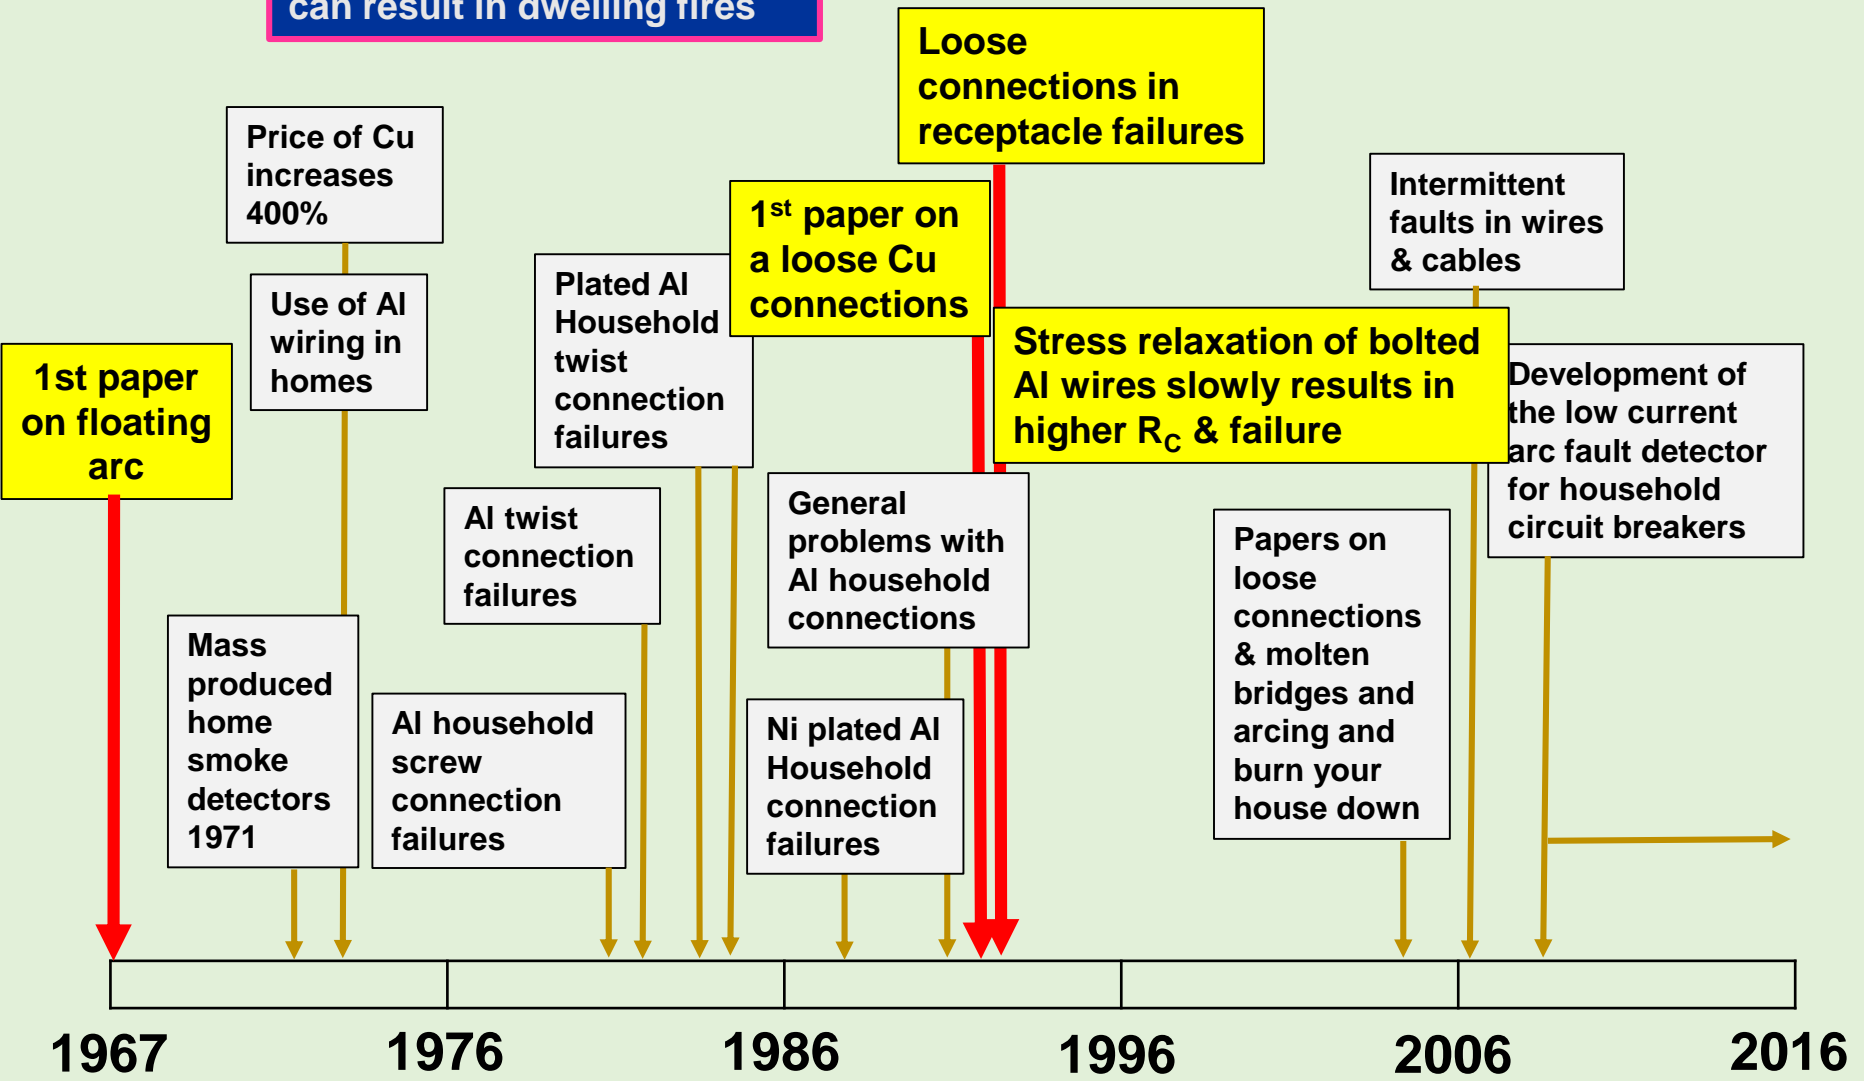 can result in dwelling fires
Loose
connections in
receptacle failures
Price of Cu
increases
400%
Intermittent
faults in wires
& cables
1st paper on
a loose Cu
connections
Plated Al
Household
twist
connection
failures
Use of Al
wiring in
homes
Stress relaxation of bolted
Al wires slowly results in
higher RC & failure
1st paper
on floating
arc
Development of
the low current
arc fault detector
for household
circuit breakers
General
problems with
Al household
connections
Al twist
connection
failures
Papers on
loose
connections
& molten
bridges and
arcing and
burn your
house down
Mass
produced
home
smoke
detectors
1971
Al household
screw
connection
failures
Ni plated Al
Household
connection
failures
1967
1976
1986
1996
2006
2016